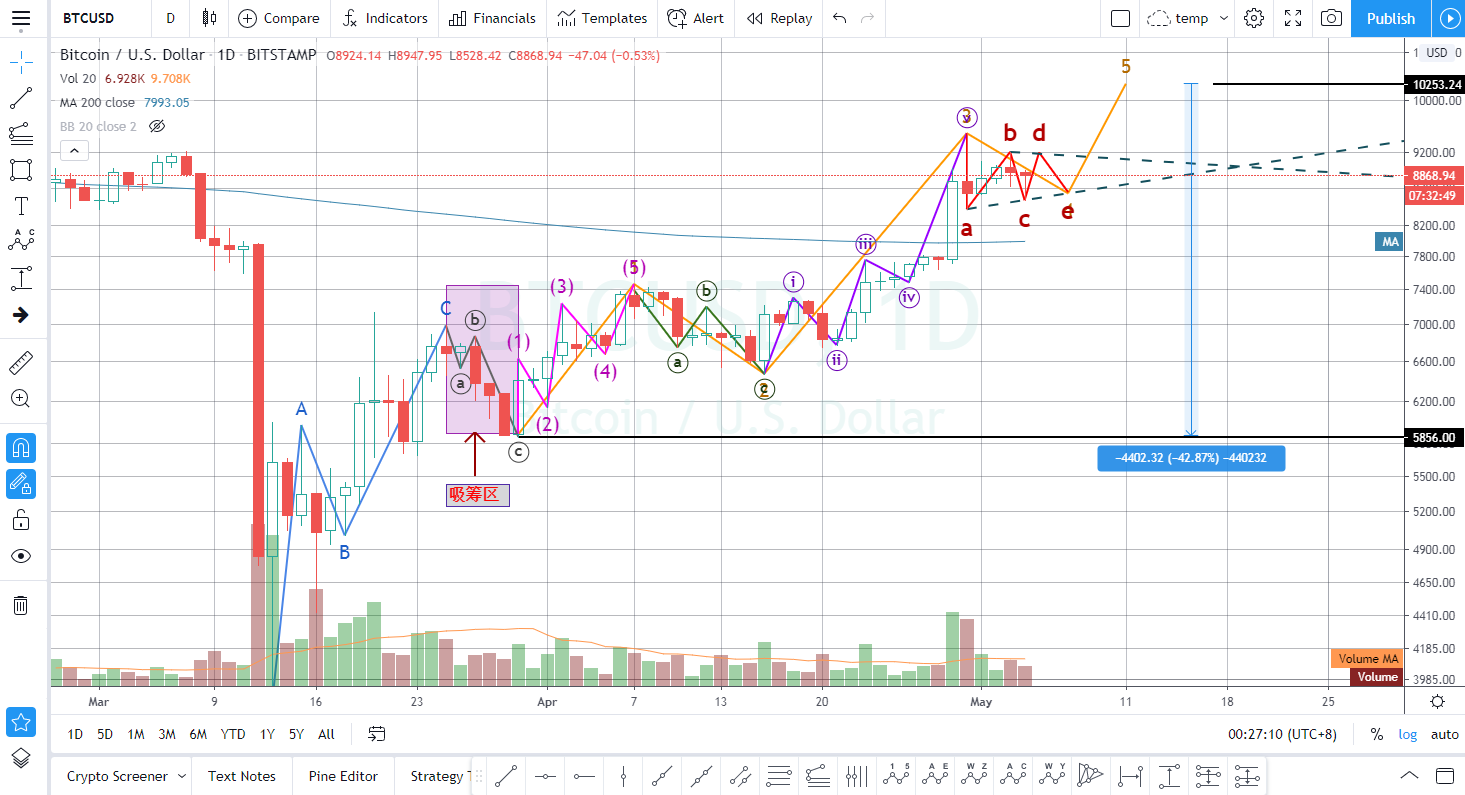 BTCUSD D Compare Indicators Financials Templates Alert Replay temp Publish
Bitcoin / U.S. Dollar · 1D · BITSTAMP O8924.14 H8947.95 L8528.42 C8868.94 −47.04 (−0.53%)
Vol 20 6.928K 9.708K
MA 200 close 7993.05
BB 20 close 2
USD
10253.24
10000.00
9200.00
8868.94
07:32:49
8200.00
MA
7800.00
7400.00
7000.00
6600.00
6200.00
5856.00
5500.00
5200.00
4900.00
4650.00
4410.00
4185.00
3985.00
Volume MA
Volume
BTCUSD, 1D
Bitcoin / U.S. Dollar
A
B
C
a
b
c
(1)
(2)
(3)
(4)
(5)
a
b
c
2
i
ii
iii
iv
v
3
a
b
c
d
e
5
吸筹区
−4402.32 (−42.87%) −440232
Mar 9 16 23 Apr 7 13 20 May 11 18 25
1D 5D 1M 3M 6M YTD 1Y 5Y All 00:27:10 (UTC+8) % log auto
Crypto Screener Text Notes Pine Editor Strategy